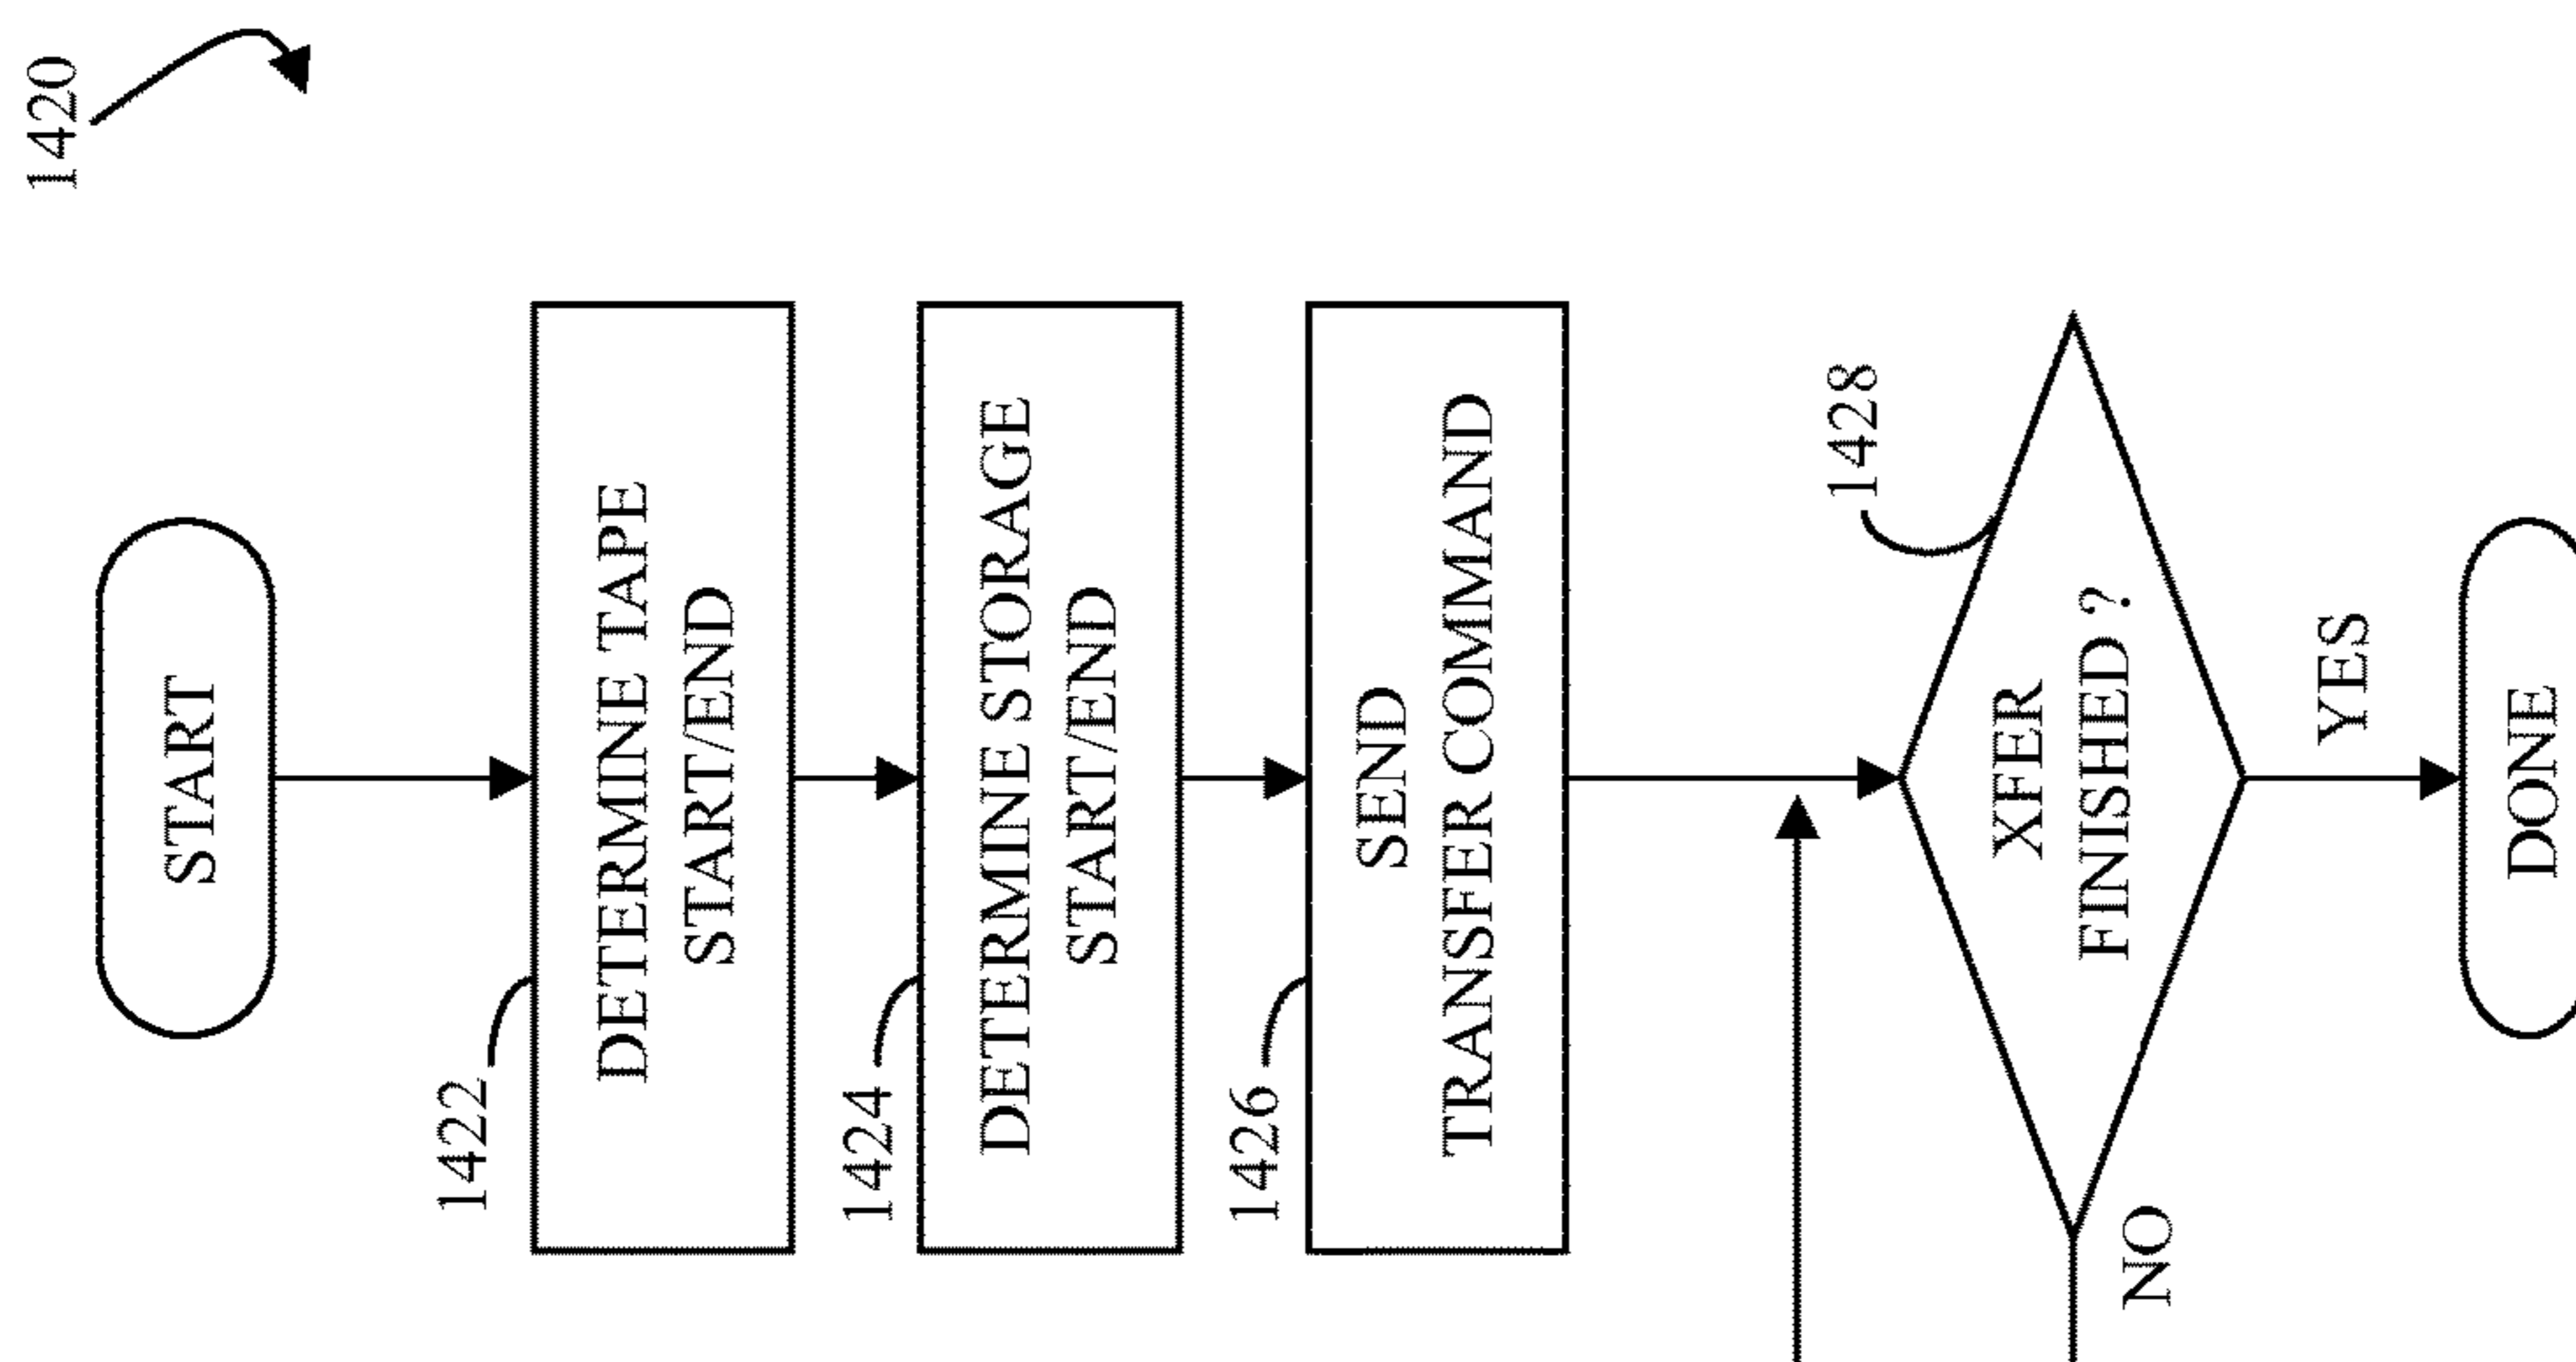 1420
START
1422
DETERMINE TAPE
START/END
1424
DETERMINE STORAGE
START/END
1426
SEND
TRANSFER COMMAND
1428
XFER
FINISHED ?
NO
YES
DONE